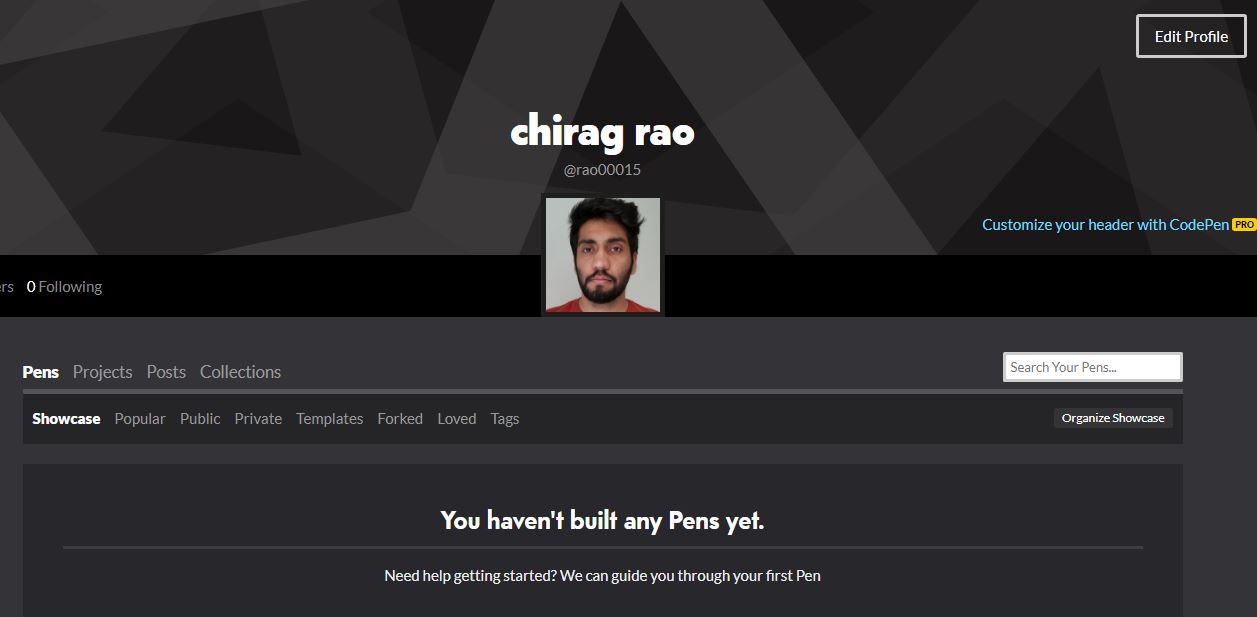 Edit Profile
chirag rao
@rao00015
Customize your header with CodePen PRO
ers 0 Following
Pens Projects Posts Collections
Search Your Pens...
Showcase Popular Public Private Templates Forked Loved Tags
Organize Showcase
You haven't built any Pens yet.
Need help getting started? We can guide you through your first Pen